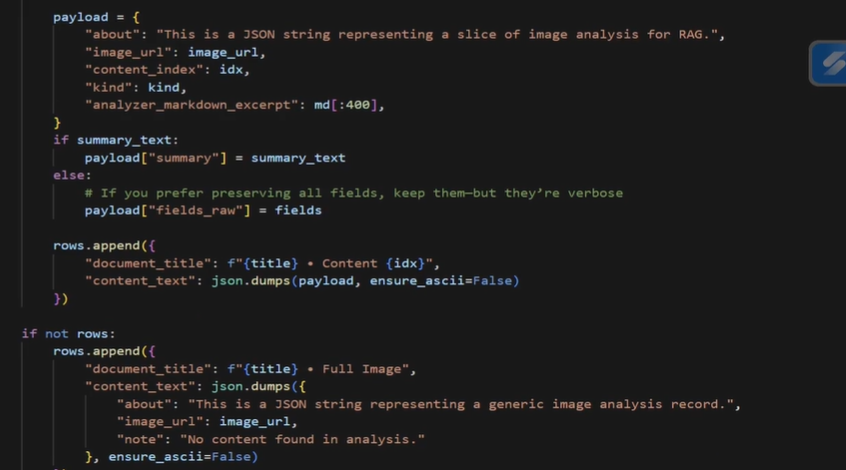 payload = {
"about": "This is a JSON string representing a slice of image analysis for RAG.",
"image_url": image_url,
"content_index": idx,
"kind": kind,
"analyzer_markdown_excerpt": md[:400],
}
if summary_text:
payload["summary"] = summary_text
else:
# If you prefer preserving all fields, keep them—but they’re verbose
payload["fields_raw"] = fields
rows.append({
"document_title": f"{title} • Content {idx}",
"content_text": json.dumps(payload, ensure_ascii=False)
})
if not rows:
rows.append({
"document_title": f"{title} • Full Image",
"content_text": json.dumps({
"about": "This is a JSON string representing a generic image analysis record.",
"image_url": image_url,
"note": "No content found in analysis."
}, ensure_ascii=False)